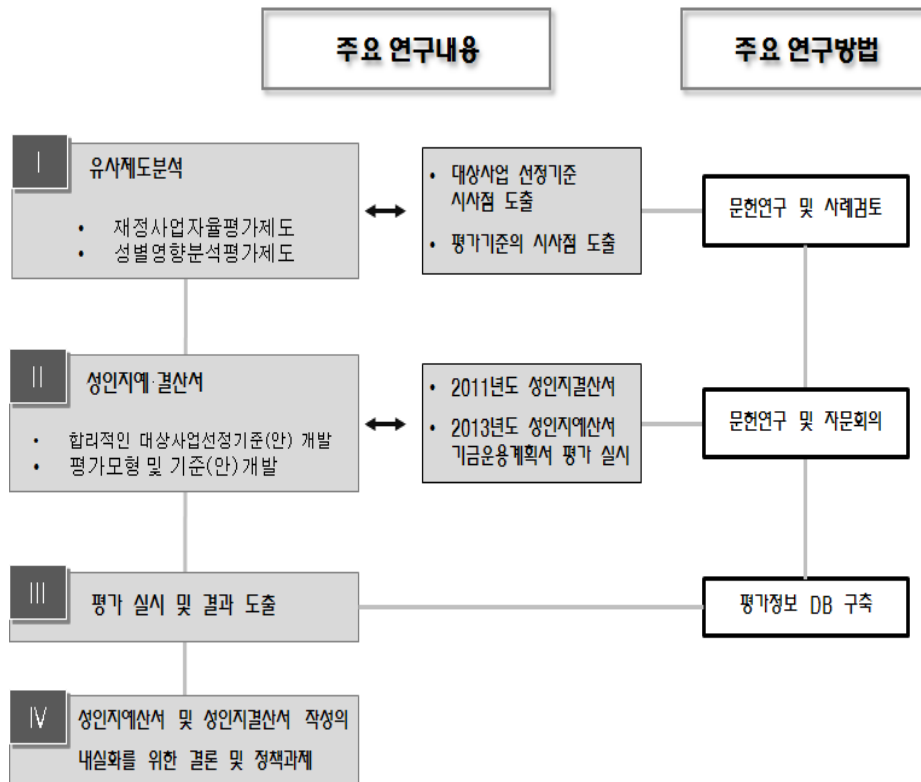 주요 연구내용
주요 연구방법
Ⅰ
유사제도분석
• 재정사업자율평가제도
• 성별영향분석평가제도
• 대상사업 선정기준
시사점 도출
• 평가기준의 시사점 도출
문헌연구 및 사례검토
Ⅱ
성인지예·결산서
• 합리적인 대상사업선정기준(안) 개발
• 평가모형 및 기준(안)개발
• 2011년도 성인지결산서
• 2013년도 성인지예산서
기금운용계획서 평가 실시
문헌연구 및 자문회의
Ⅲ
평가 실시 및 결과 도출
평가정보 DB 구축
Ⅳ
성인지예산서 및 성인지결산서 작성의
내실화를 위한 결론 및 정책과제